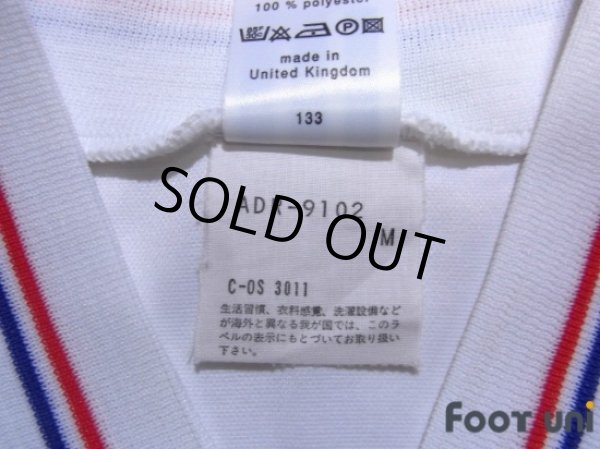 100 % polyester
made in
United Kingdom
133
ADR-9102
M
SOLD OUT
C-OS 3011
生活習慣、衣料感覚、洗濯設備など
が海外と異なる我が国では、このラ
ベルの表示にもとづいてお取り扱い
下さい。
FOOT uni